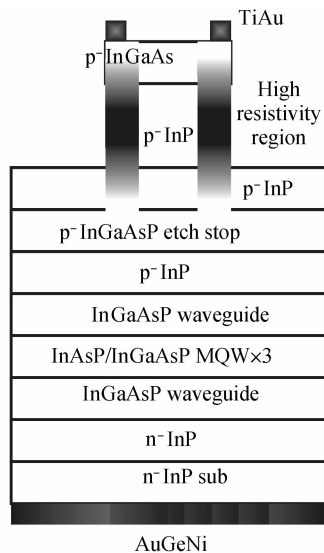 TiAu
p⁻InGaAs
High
resistivity
region
p⁻InP
p⁻InP
p⁻InGaAsP etch stop
p⁻InP
InGaAsP waveguide
InAsP/InGaAsP MQW×3
InGaAsP waveguide
n⁻InP
n⁻InP sub
AuGeNi